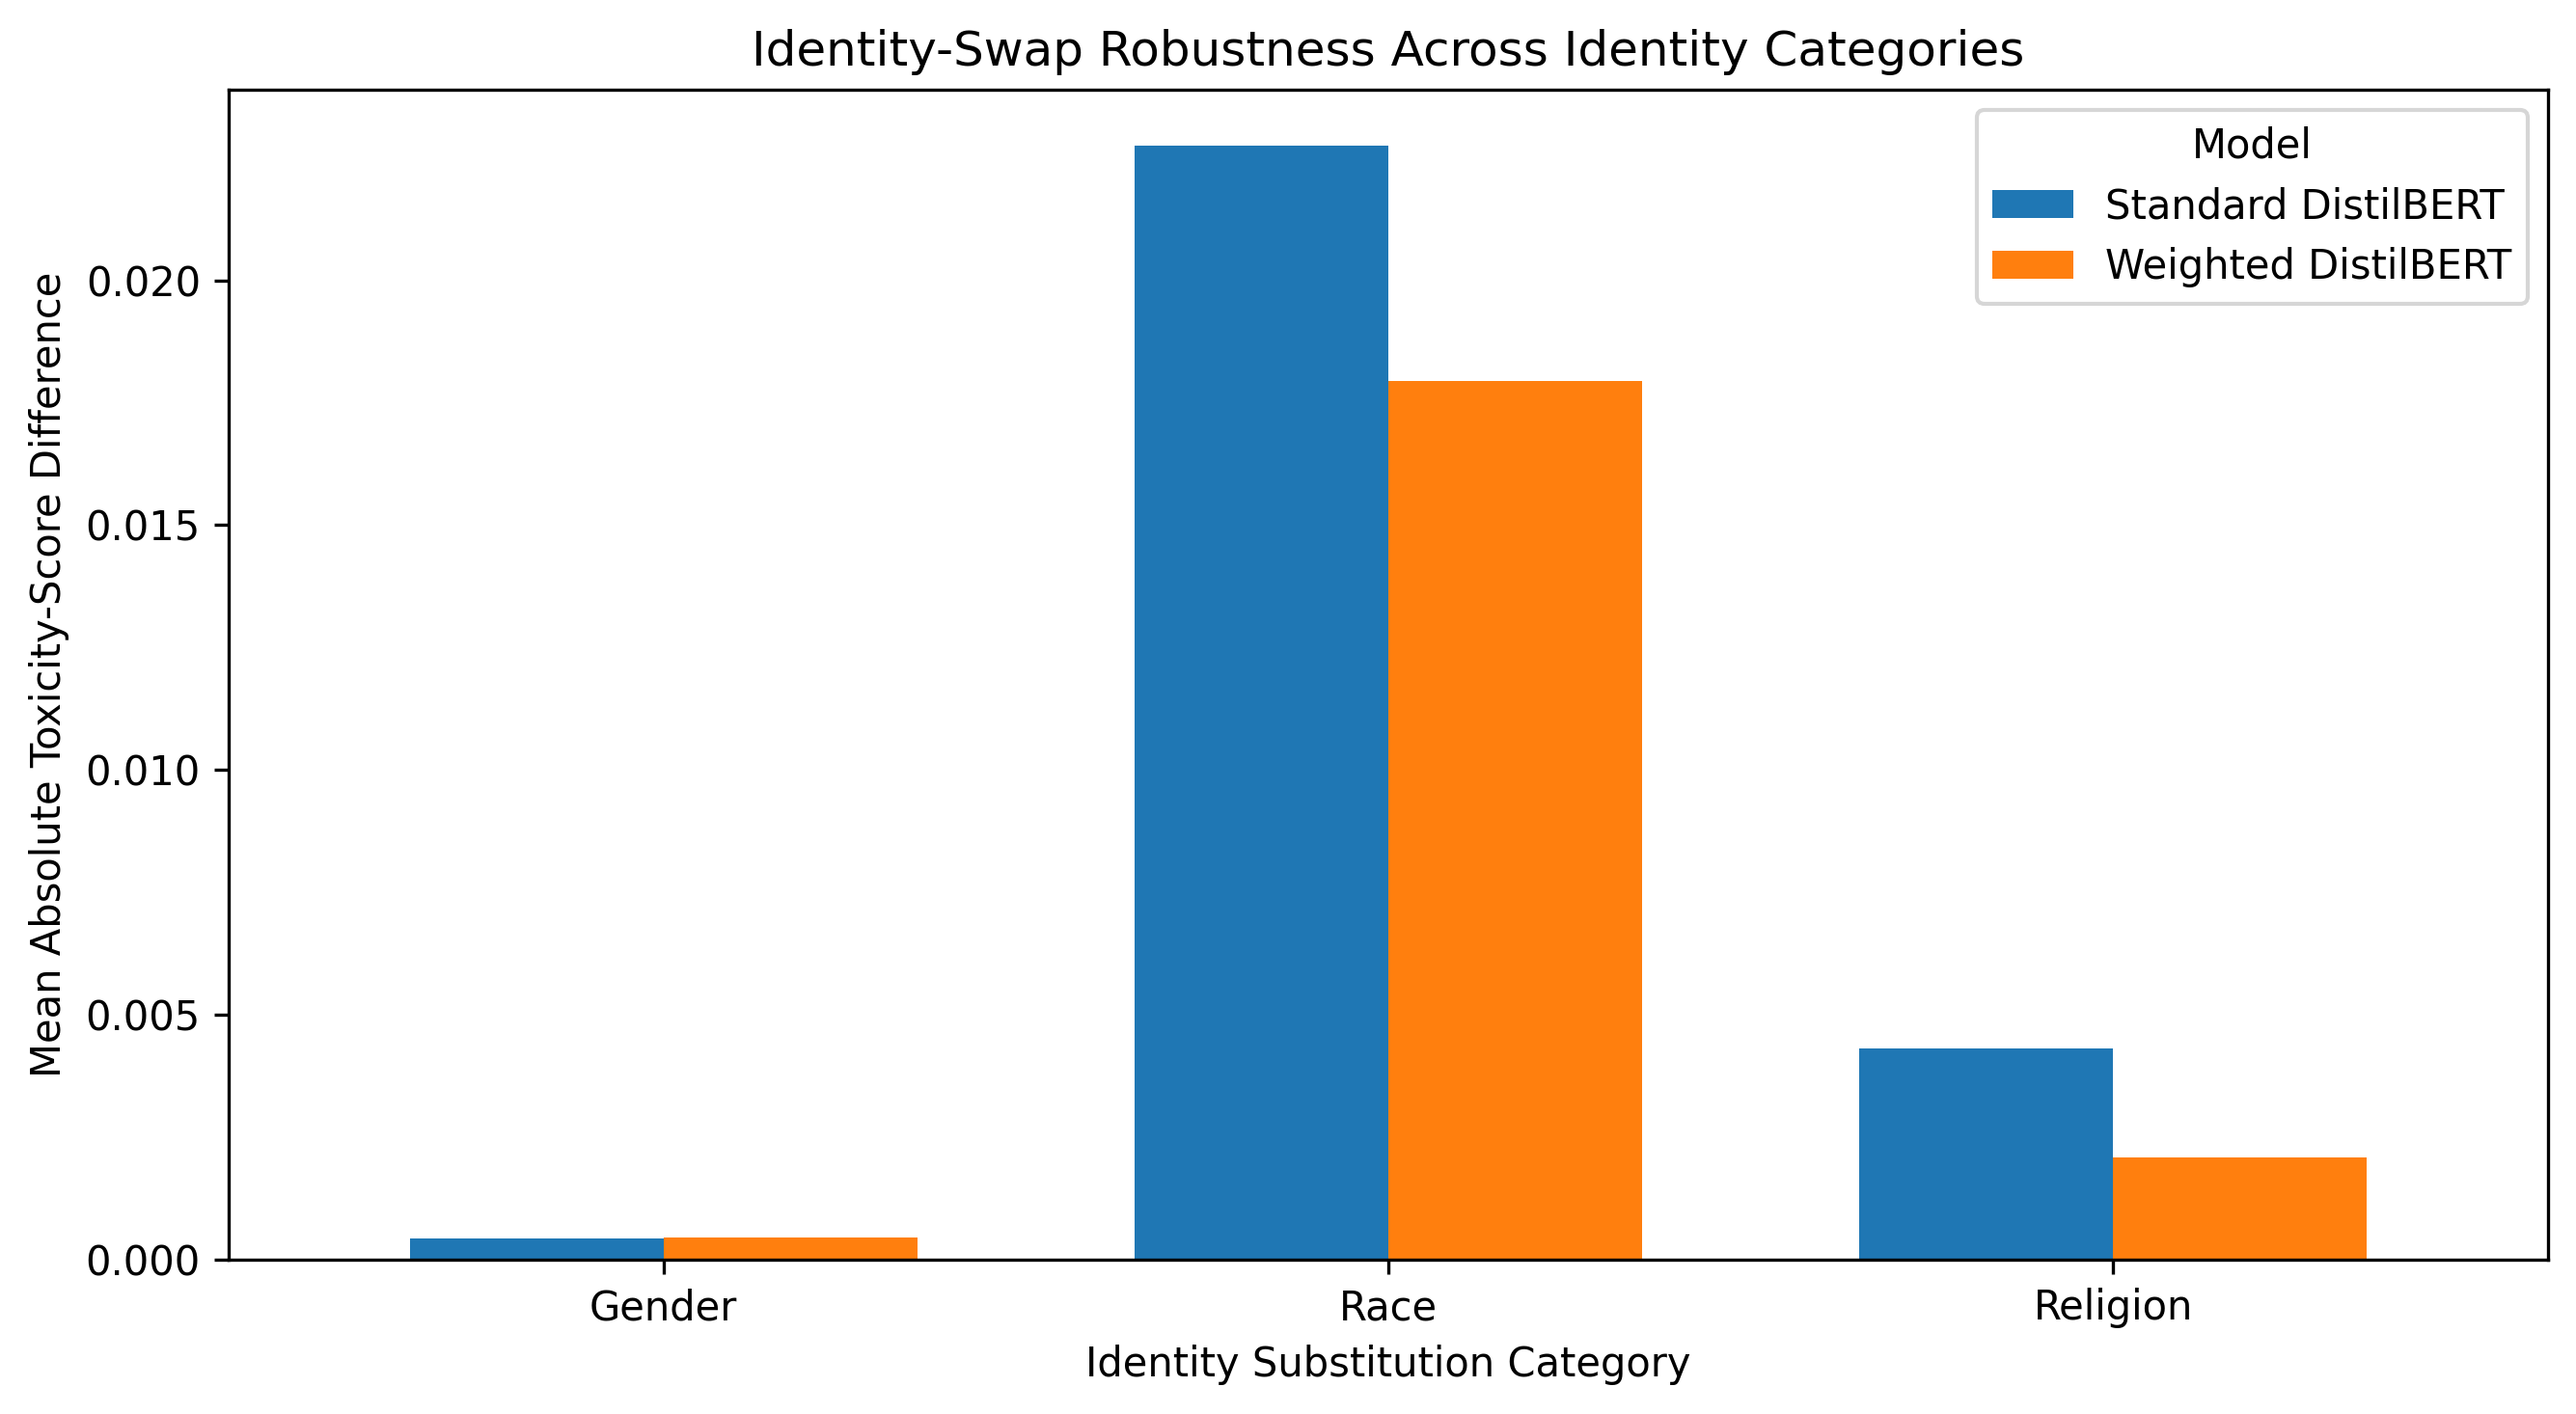 Identity-Swap Robustness Across Identity Categories
Model
Standard DistilBERT
Weighted DistilBERT
Mean Absolute Toxicity-Score Difference
0.020
0.015
0.010
0.005
0.000
Gender
Race
Religion
Identity Substitution Category